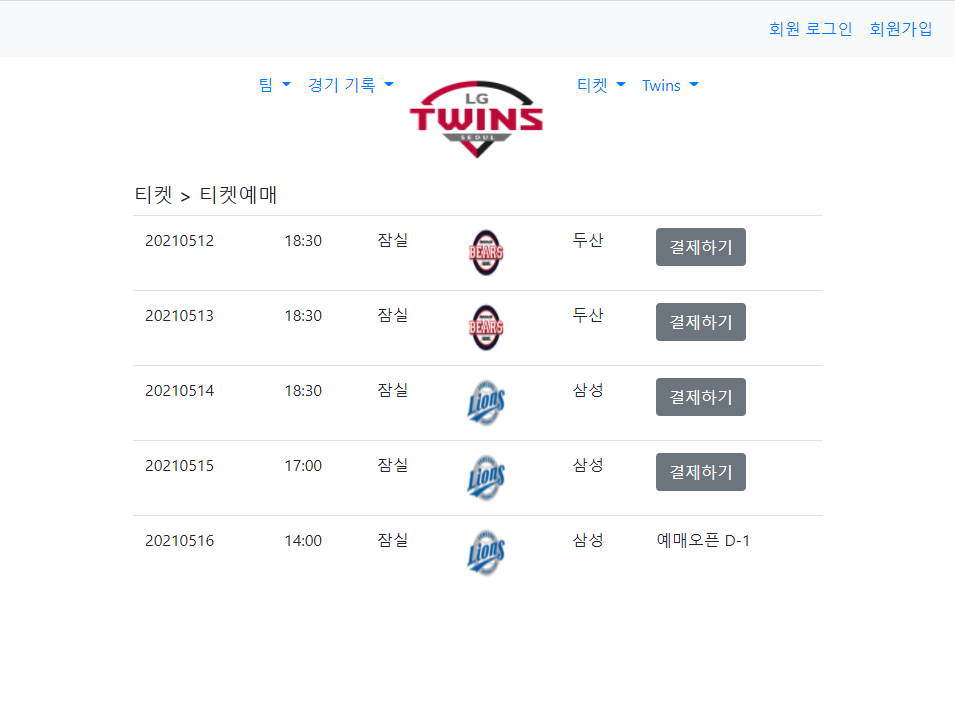 회원 로그인 회원가입
팀 경기 기록 티켓 Twins
LG
TWINS
SEOUL
티켓 > 티켓예매
20210512 18:30 잠실 BEARS 두산 결제하기
20210513 18:30 잠실 BEARS 두산 결제하기
20210514 18:30 잠실 Lions 삼성 결제하기
20210515 17:00 잠실 Lions 삼성 결제하기
20210516 14:00 잠실 Lions 삼성 예매오픈 D-1